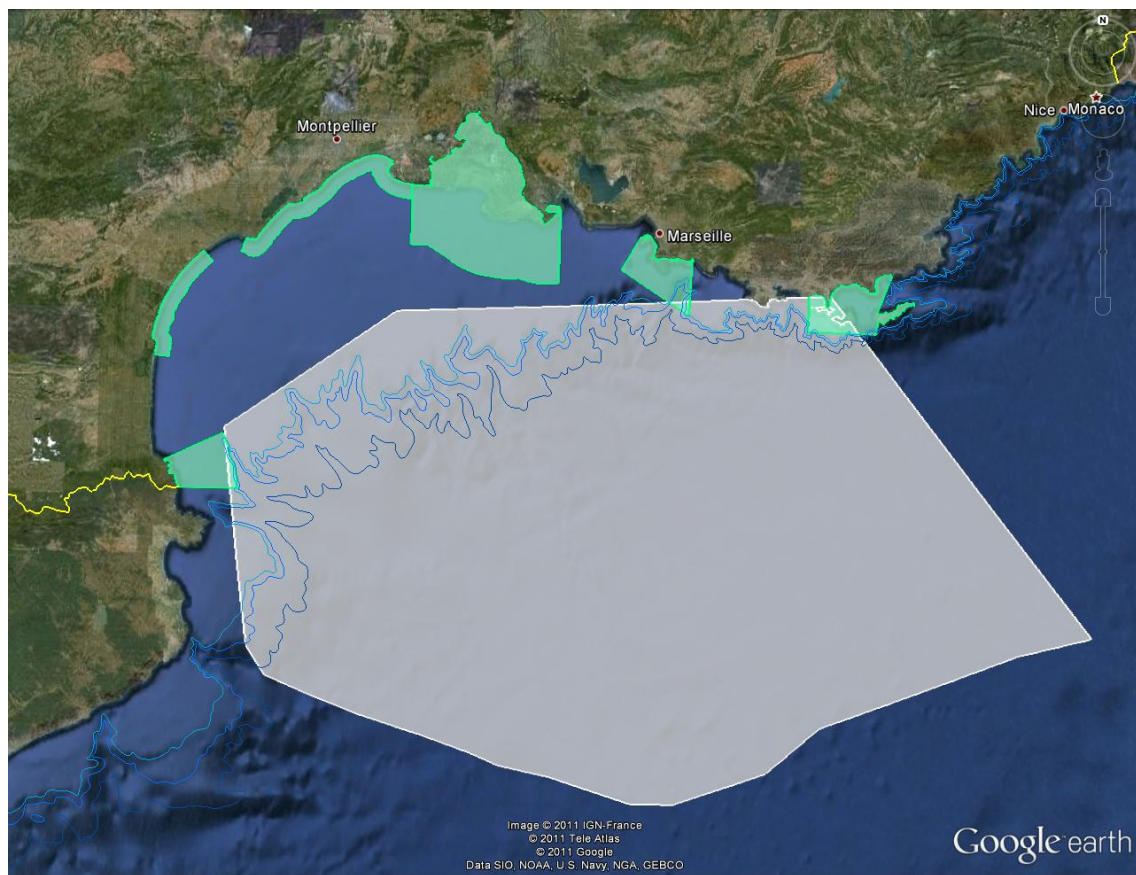 N
Nice
Monaco
Montpellier
Marseille
Image © 2011 IGN-France
© 2011 Tele Atlas
© 2011 Google
Data SIO, NOAA, U.S. Navy, NGA, GEBCO
Google earth